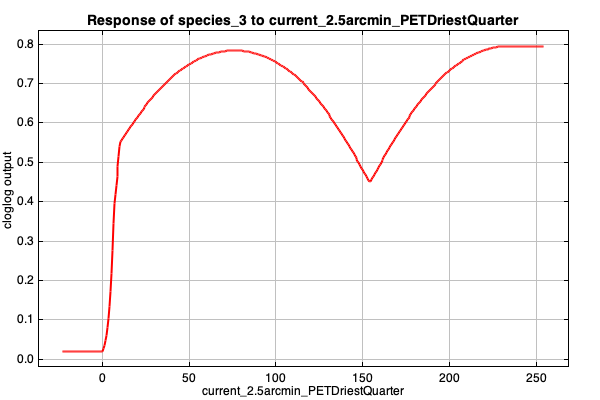 Response of species_3 to current_2.5arcmin_PETDriestQuarter
cloglog output
0.8
0.7
0.6
0.5
0.4
0.3
0.2
0.1
0.0
0 50 100 150 200 250
current_2.5arcmin_PETDriestQuarter